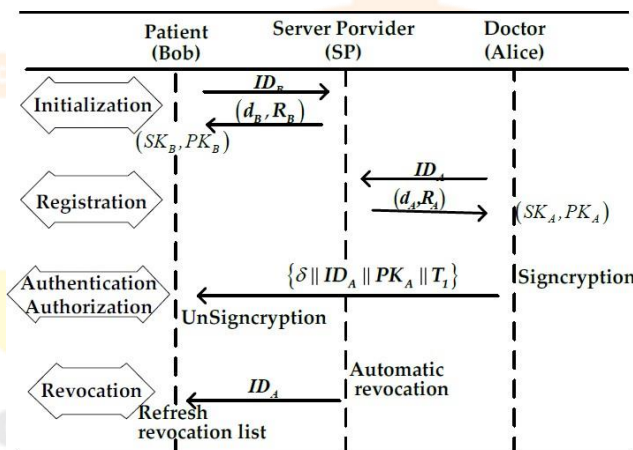 Patient
(Bob)
Server Porvider
(SP)
Doctor
(Alice)
Initialization
ID_B
(d_B, R_B)
(SK_B, PK_B)
Registration
ID_A
(d_A, R_A)
(SK_A, PK_A)
Authentication
Authorization
{δ || ID_A || PK_A || T_1}
Signcryption
UnSigncryption
Revocation
ID_A
Automatic
revocation
Refresh
revocation list